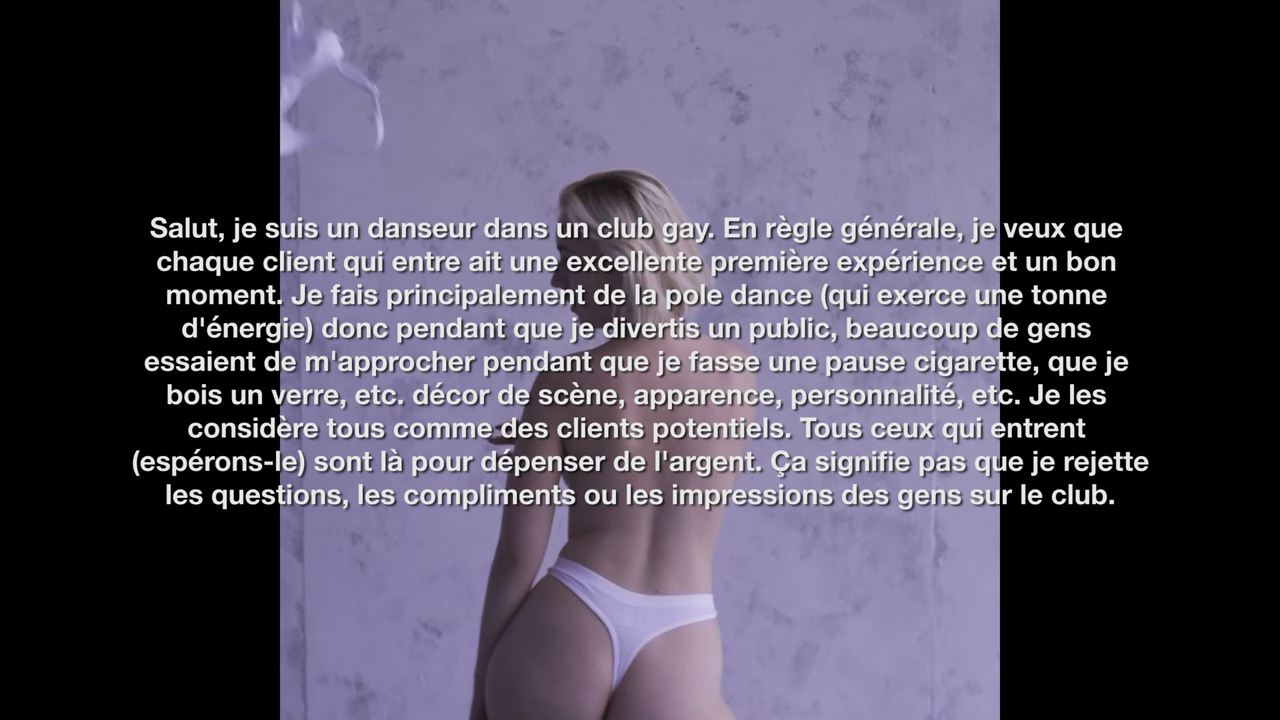 Salut, je suis un danseur dans un club gay. En règle générale, je veux que
chaque client qui entre ait une excellente première expérience et un bon
moment. Je fais principalement de la pole dance (qui exerce une tonne
d'énergie) donc pendant que je divertis un public, beaucoup de gens
essaient de m'approcher pendant que je fasse une pause cigarette, que je
bois un verre, etc. décor de scène, apparence, personnalité, etc. Je les
considère tous comme des clients potentiels. Tous ceux qui entrent
(espérons-le) sont là pour dépenser de l'argent. Ça signifie pas que je rejette
les questions, les compliments ou les impressions des gens sur le club.